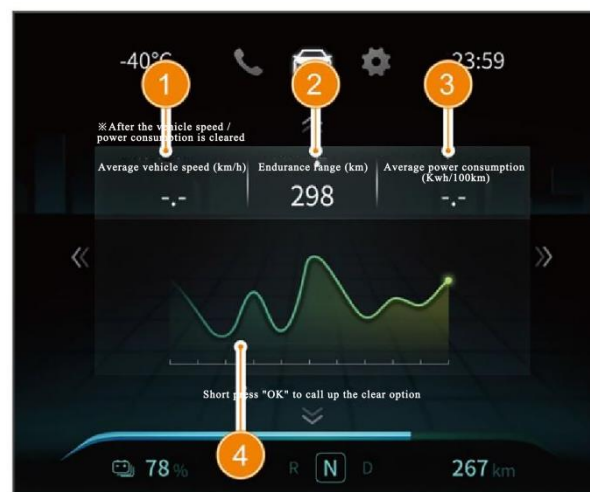 -40°C 23:59
1 2 3
※After the vehicle speed /
power consumption is cleared
Average vehicle speed (km/h) Endurance range (km) Average power consumption
(Kwh/100km)
-.- 298 -.-
Short press "OK" to call up the clear option
4
78% R N D 267 km